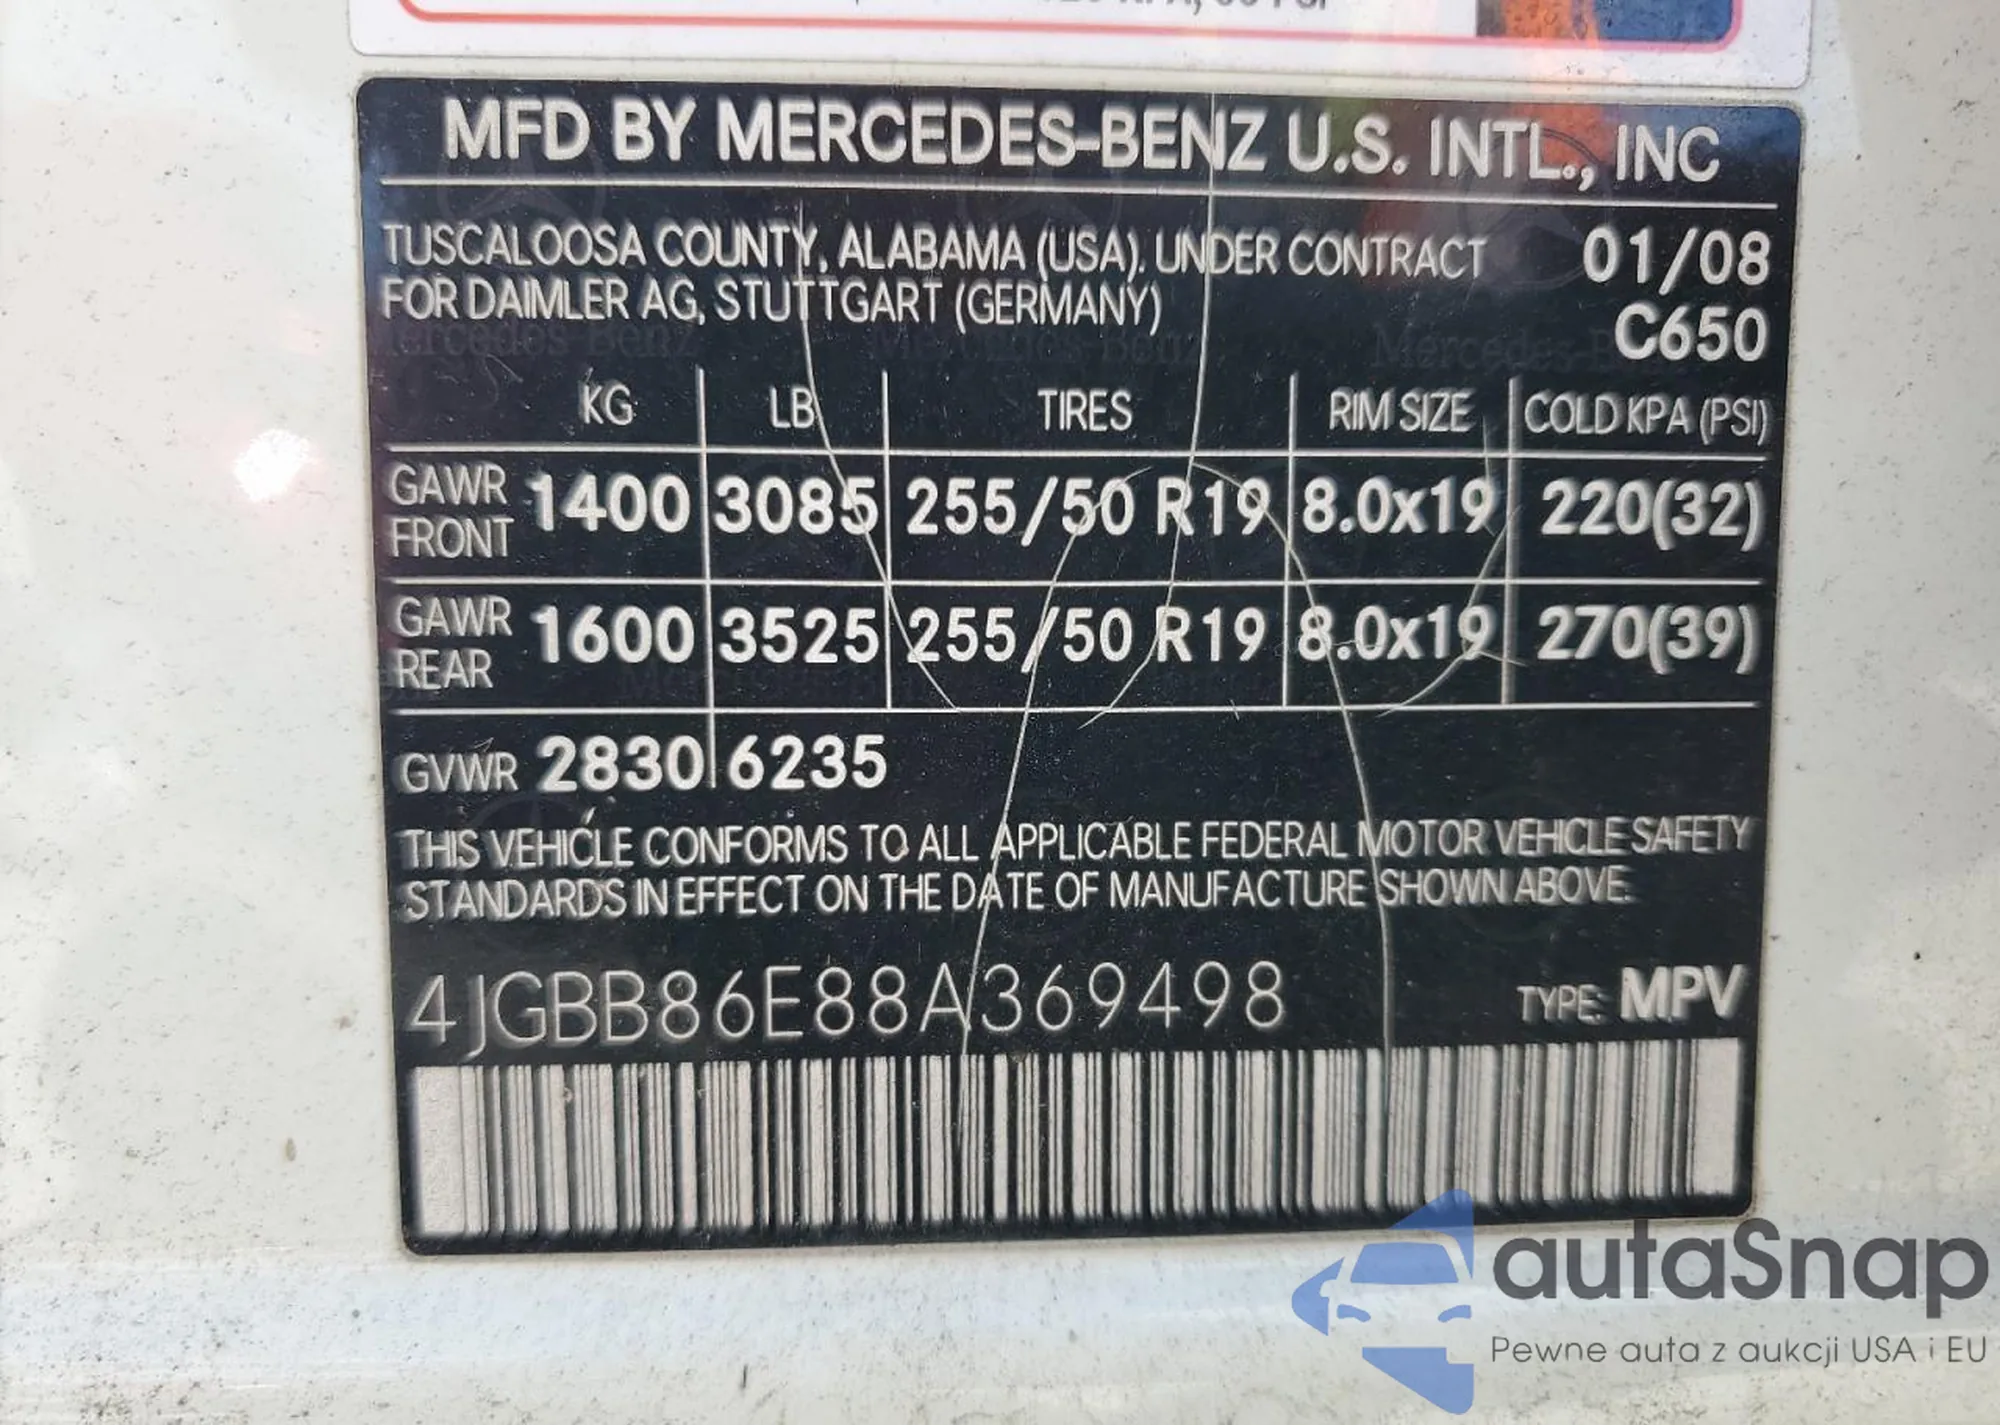 MFD BY MERCEDES-BENZ U.S. INTL., INC
TUSCALOOSA COUNTY, ALABAMA (USA). UNDER CONTRACT 01/08
FOR DAIMLER AG, STUTTGART (GERMANY) C650
KG LB TIRES RIM SIZE COLD KPA (PSI)
GAWR FRONT 1400 3085 255/50 R19 8.0x19 220(32)
GAWR REAR 1600 3525 255/50 R19 8.0x19 270(39)
GVWR 2830 6235
THIS VEHICLE CONFORMS TO ALL APPLICABLE FEDERAL MOTOR VEHICLE SAFETY
STANDARDS IN EFFECT ON THE DATE OF MANUFACTURE SHOWN ABOVE.
4JGBB86E88A369498 TYPE: MPV
autaSnap
Pewne auta z aukcji USA i EU